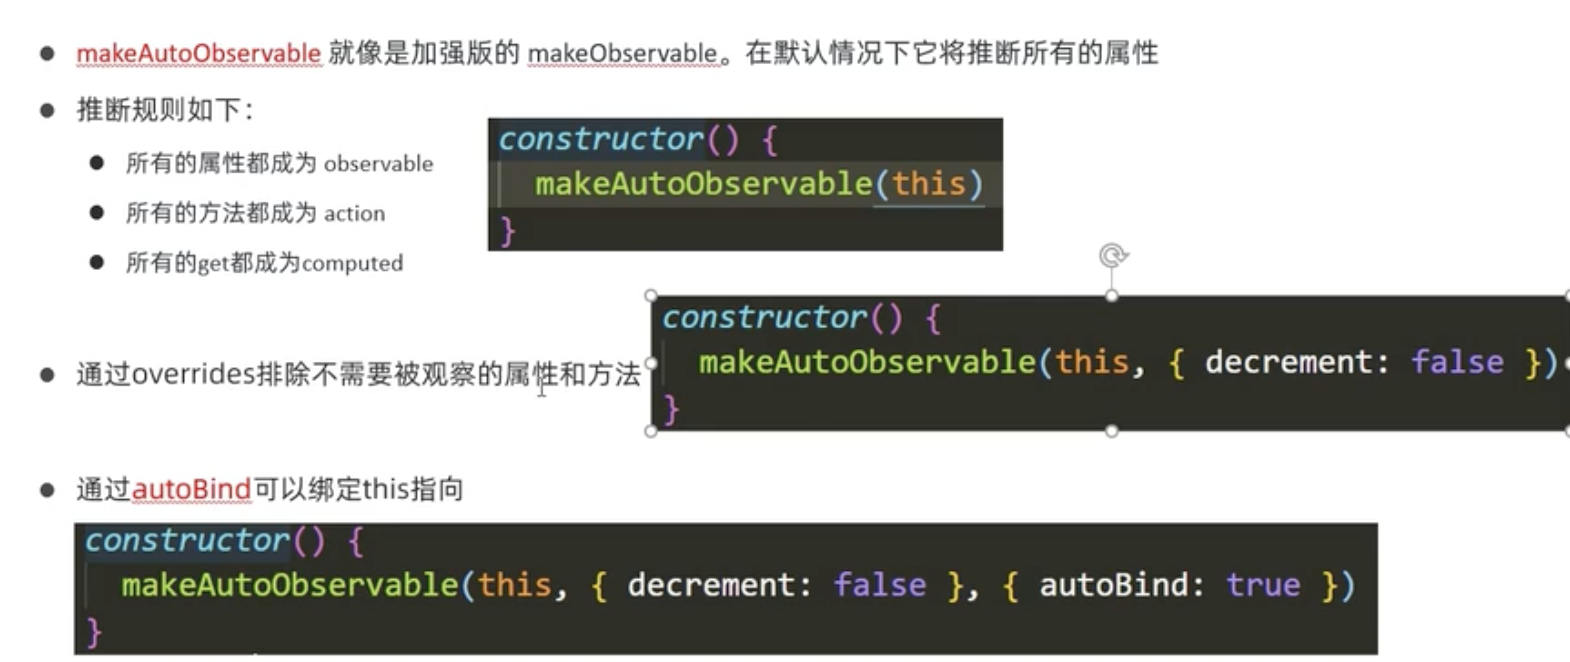 makeAutoObservable 就像是加强版的 makeObservable。在默认情况下它将推断所有的属性
推断规则如下:
所有的属性都成为 observable
所有的方法都成为 action
所有的get都成为computed
constructor() {
makeAutoObservable(this)
}
通过overrides排除不需要被观察的属性和方法
constructor() {
makeAutoObservable(this, { decrement: false })
}
通过autoBind可以绑定this指向
constructor() {
makeAutoObservable(this, { decrement: false }, { autoBind: true })
}